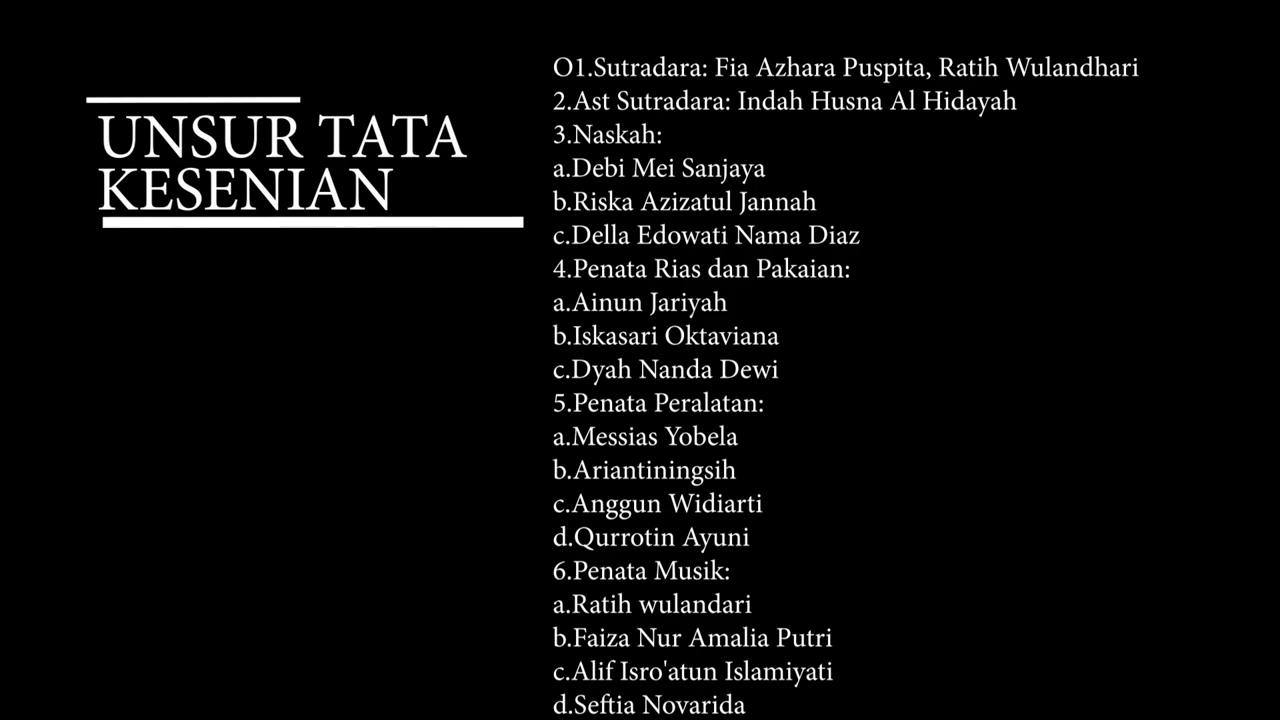 UNSUR TATA
KESENIAN
O1.Sutradara: Fia Azhara Puspita, Ratih Wulandhari
2.Ast Sutradara: Indah Husna Al Hidayah
3.Naskah:
a.Debi Mei Sanjaya
b.Riska Azizatul Jannah
c.Della Edowati Nama Diaz
4.Penata Rias dan Pakaian:
a.Ainun Jariyah
b.Iskasari Oktaviana
c.Dyah Nanda Dewi
5.Penata Peralatan:
a.Messias Yobela
b.Ariantiningsih
c.Anggun Widiarti
d.Qurrotin Ayuni
6.Penata Musik:
a.Ratih wulandari
b.Faiza Nur Amalia Putri
c.Alif Isro'atun Islamiyati
d.Seftia Novarida